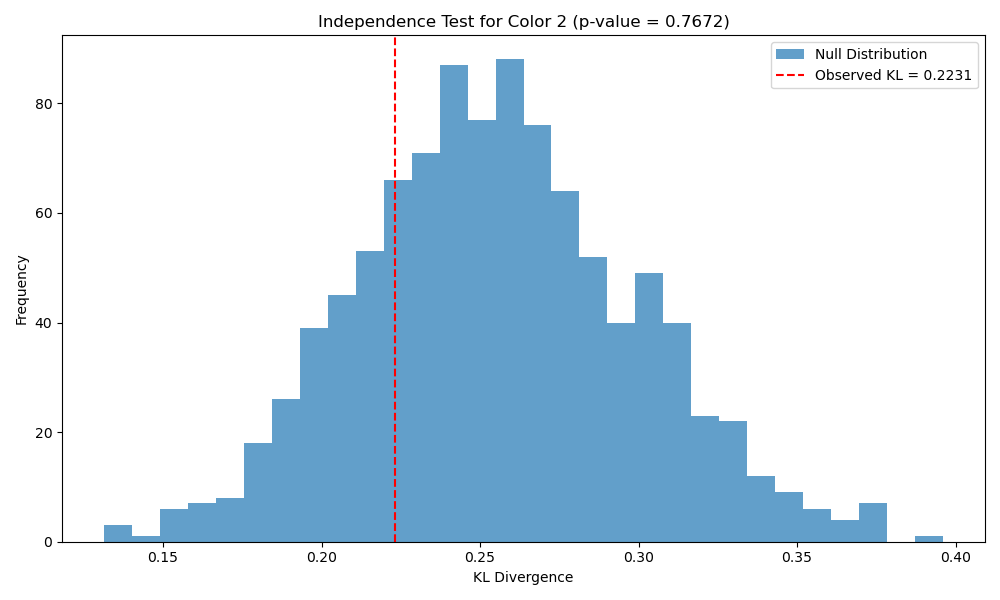 Independence Test for Color 2 (p-value = 0.7672)
Null Distribution
Observed KL = 0.2231
Frequency
80
60
40
20
0
0.15 0.20 0.25 0.30 0.35 0.40
KL Divergence